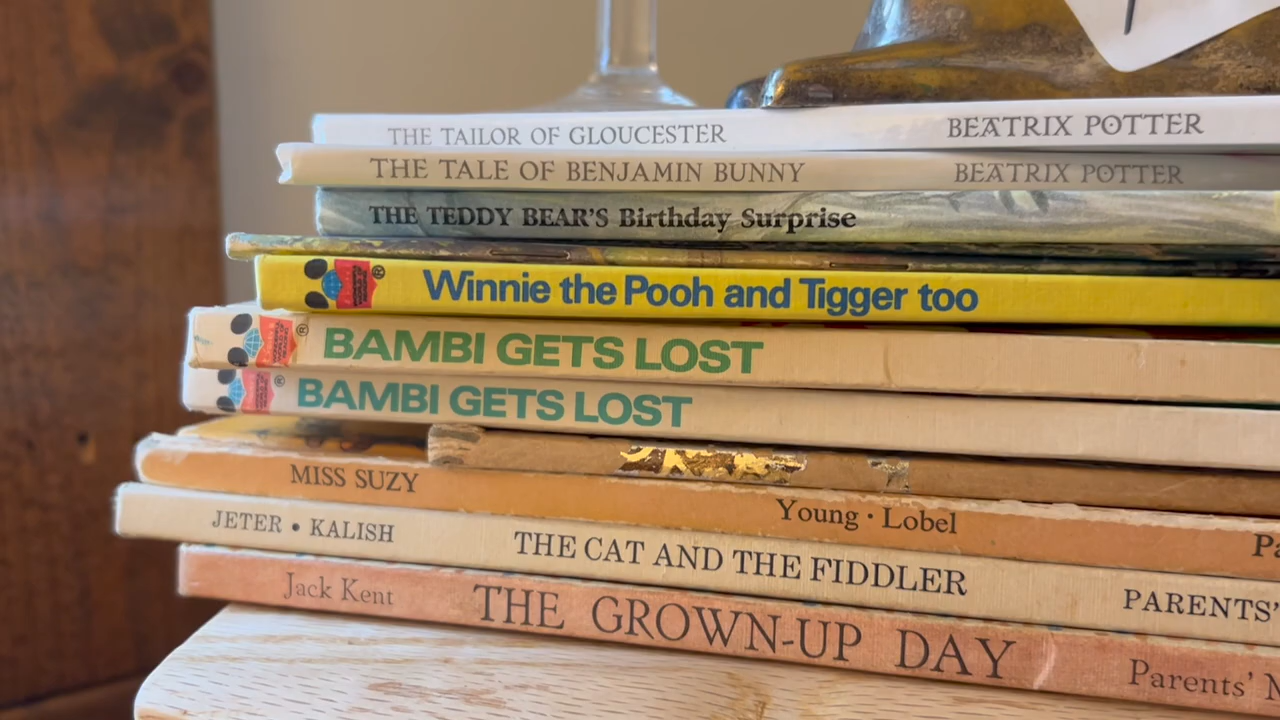 THE TAILOR OF GLOUCESTER BEATRIX POTTER
THE TALE OF BENJAMIN BUNNY BEATRIX POTTER
THE TEDDY BEAR'S Birthday Surprise
Winnie the Pooh and Tigger too
BAMBI GETS LOST
BAMBI GETS LOST
MISS SUZY Young · Lobel
JETER • KALISH THE CAT AND THE FIDDLER PARENTS'
Jack Kent THE GROWN-UP DAY Parents'